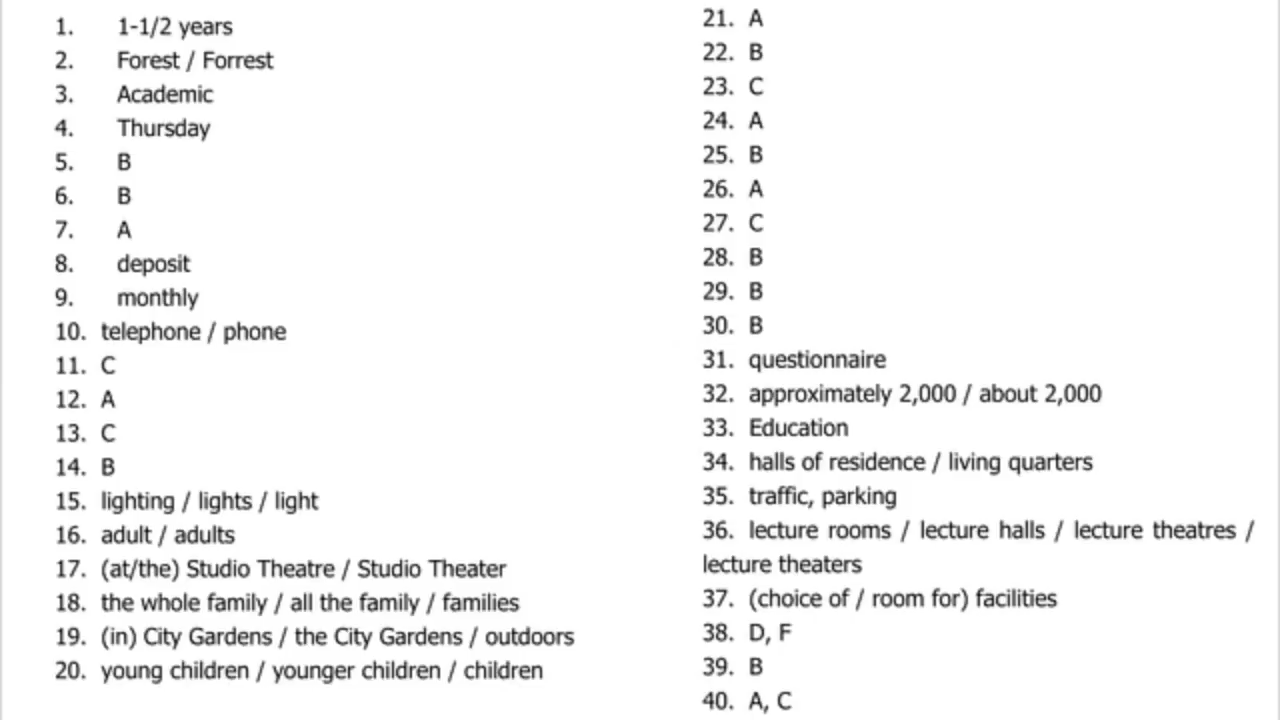 1. 1-1/2 years
2. Forest / Forrest
3. Academic
4. Thursday
5. B
6. B
7. A
8. deposit
9. monthly
10. telephone / phone
11. C
12. A
13. C
14. B
15. lighting / lights / light
16. adult / adults
17. (at/the) Studio Theatre / Studio Theater
18. the whole family / all the family / families
19. (in) City Gardens / the City Gardens / outdoors
20. young children / younger children / children
21. A
22. B
23. C
24. A
25. B
26. A
27. C
28. B
29. B
30. B
31. questionnaire
32. approximately 2,000 / about 2,000
33. Education
34. halls of residence / living quarters
35. traffic, parking
36. lecture rooms / lecture halls / lecture theatres /
lecture theaters
37. (choice of / room for) facilities
38. D, F
39. B
40. A, C